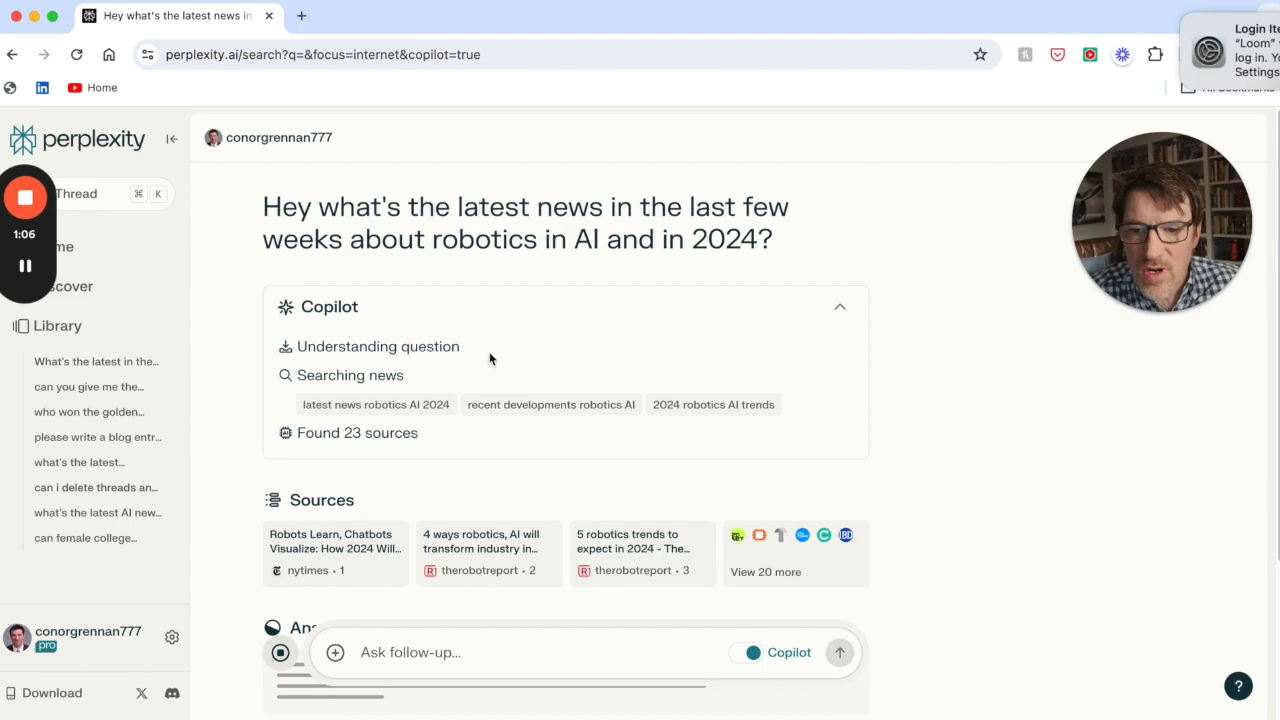 Hey what's the latest news in
perplexity.ai/search?q=&focus=internet&copilot=true
Login Ite
"Loom"
log in. Yo
Settings
Home
All Bookmarks
perplexity
Thread
⌘ K
1:06
me
scover
Library
What's the latest in the...
can you give me the...
who won the golden...
please write a blog entr...
what's the latest...
can i delete threads an...
what's the latest AI new...
can female college...
conorgrennan777
pro
Download
conorgrennan777
Hey what's the latest news in the last few
weeks about robotics in AI and in 2024?
Copilot
Understanding question
Searching news
latest news robotics AI 2024
recent developments robotics AI
2024 robotics AI trends
Found 23 sources
Sources
Robots Learn, Chatbots
Visualize: How 2024 Will...
nytimes • 1
4 ways robotics, AI will
transform industry in...
therobotreport • 2
5 robotics trends to
expect in 2024 - The...
therobotreport • 3
BD
View 20 more
Ans
Ask follow-up...
Copilot
?